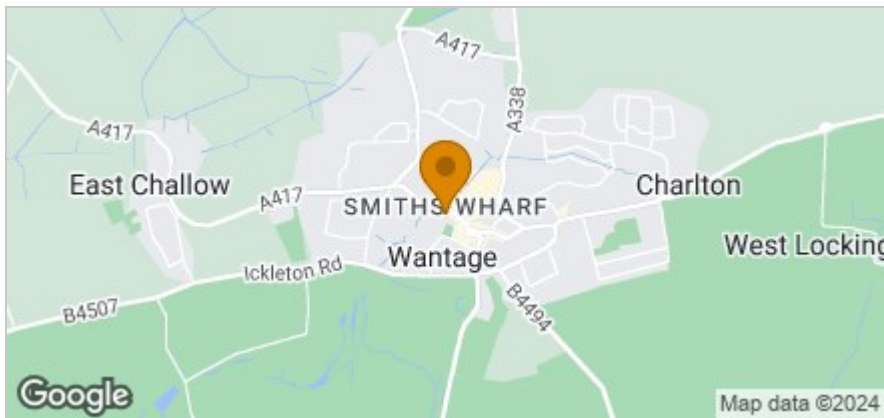 A417
A338
A417
East Challow
A417
SMITHS WHARF
Charlton
West Locking
Wantage
Ickleton Rd
B4507
B4494
Google
Map data ©2024